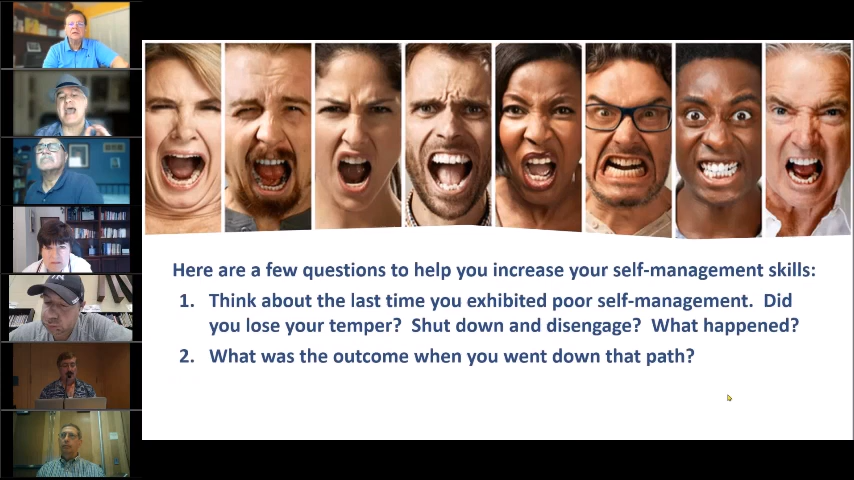 Here are a few questions to help you increase your self-management skills:
1. Think about the last time you exhibited poor self-management.  Did
you lose your temper?  Shut down and disengage?  What happened?
2. What was the outcome when you went down that path?